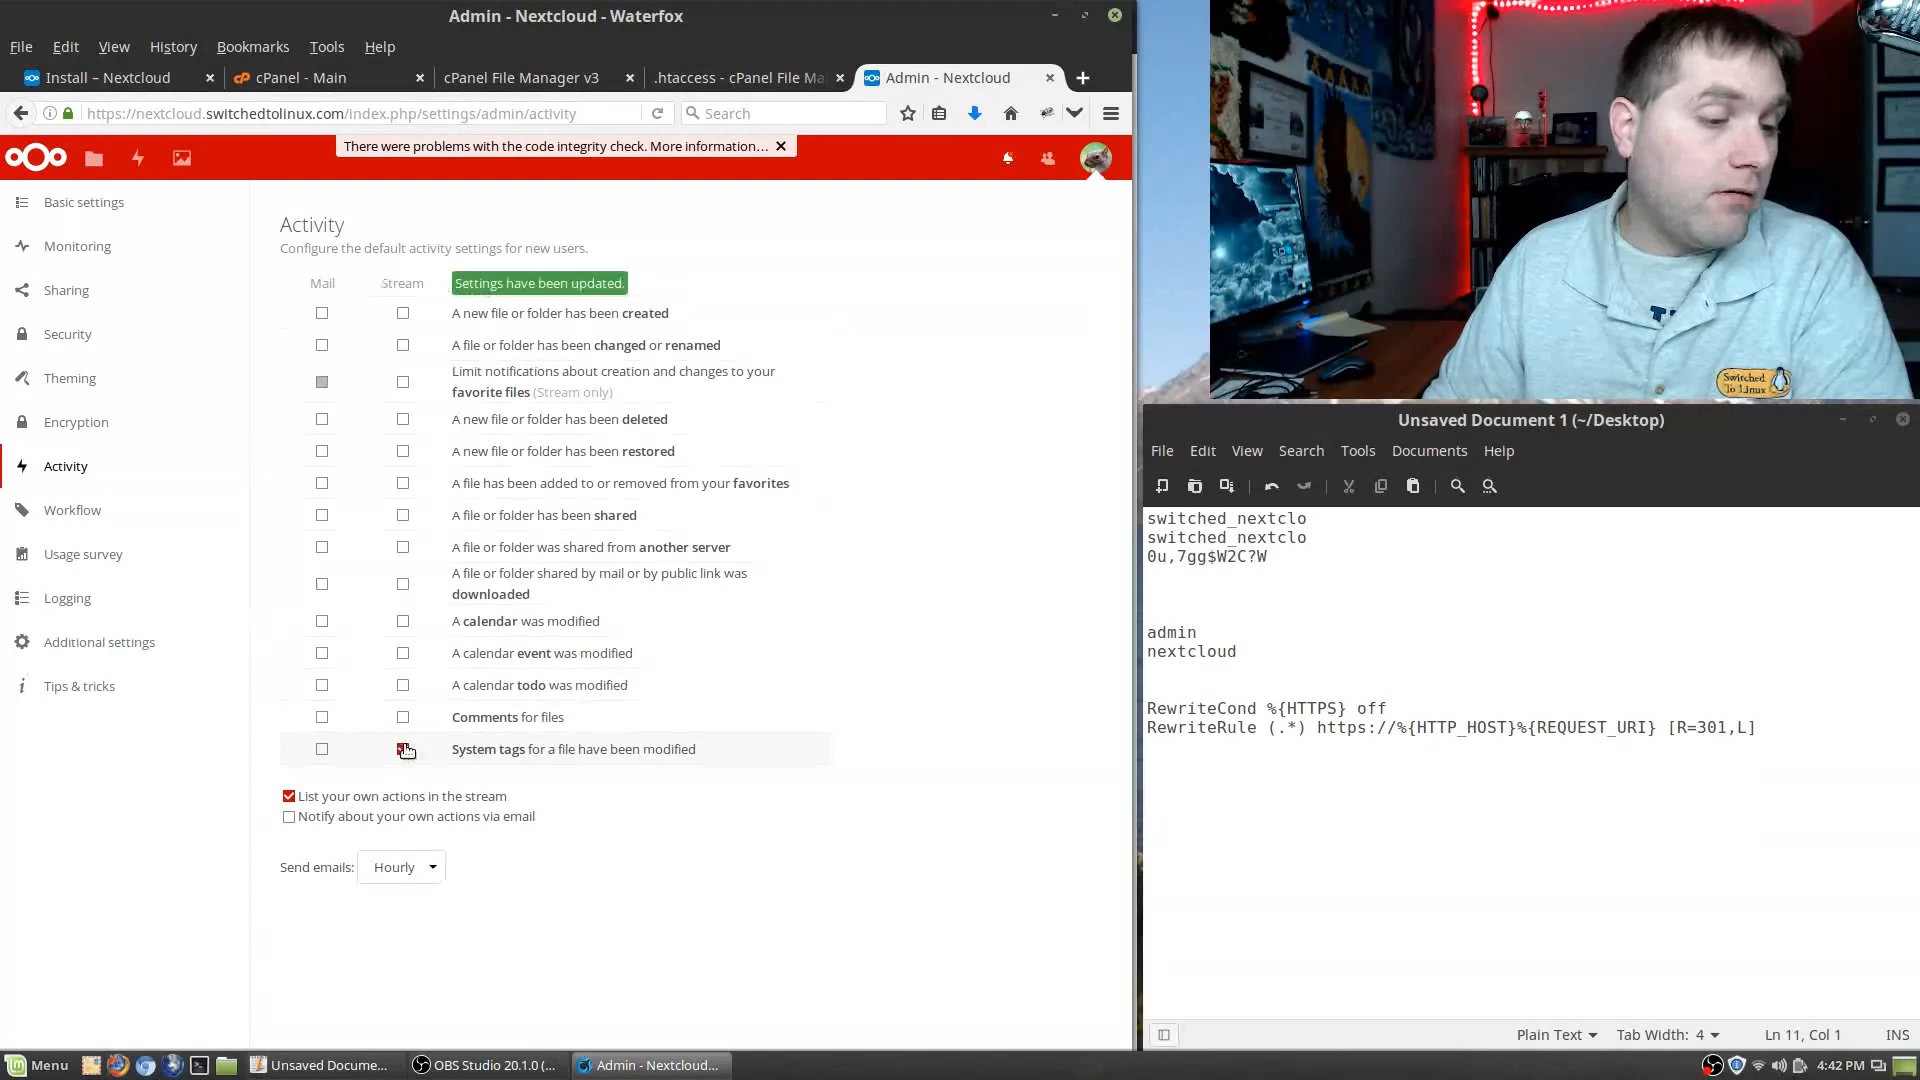 Admin - Nextcloud - Waterfox
File Edit View History Bookmarks Tools Help
Install – Nextcloud
cPanel - Main
cPanel File Manager v3
.htaccess - cPanel File Ma
Admin - Nextcloud
https://nextcloud.switchedtolinux.com/index.php/settings/admin/activity
Search
There were problems with the code integrity check. More information…
Basic settings
Monitoring
Sharing
Security
Theming
Encryption
Activity
Workflow
Usage survey
Logging
Additional settings
Tips & tricks
Activity
Configure the default activity settings for new users.
Mail Stream Settings have been updated.
A new file or folder has been created
A file or folder has been changed or renamed
Limit notifications about creation and changes to your
favorite files (Stream only)
A new file or folder has been deleted
A new file or folder has been restored
A file has been added to or removed from your favorites
A file or folder has been shared
A file or folder was shared from another server
A file or folder shared by mail or by public link was
downloaded
A calendar was modified
A calendar event was modified
A calendar todo was modified
Comments for files
System tags for a file have been modified
List your own actions in the stream
Notify about your own actions via email
Send emails: Hourly
Switched
To Linux
Unsaved Document 1 (~/Desktop)
File Edit View Search Tools Documents Help
switched_nextclo
switched_nextclo
0u,7gg$W2C?W
admin
nextcloud
RewriteCond %{HTTPS} off
RewriteRule (.*) https://%{HTTP_HOST}%{REQUEST_URI} [R=301,L]
Plain Text Tab Width: 4 Ln 11, Col 1 INS
Menu
Unsaved Docume...
OBS Studio 20.1.0 (...
Admin - Nextcloud...
4:42 PM